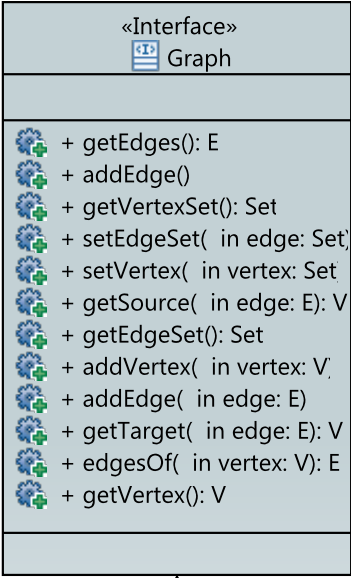 «Interface»
Graph
+ getEdges(): E
+ addEdge()
+ getVertexSet(): Set
+ setEdgeSet( in edge: Set)
+ setVertex( in vertex: Set)
+ getSource( in edge: E): V
+ getEdgeSet(): Set
+ addVertex( in vertex: V)
+ addEdge( in edge: E)
+ getTarget( in edge: E): V
+ edgesOf( in vertex: V): E
+ getVertex(): V